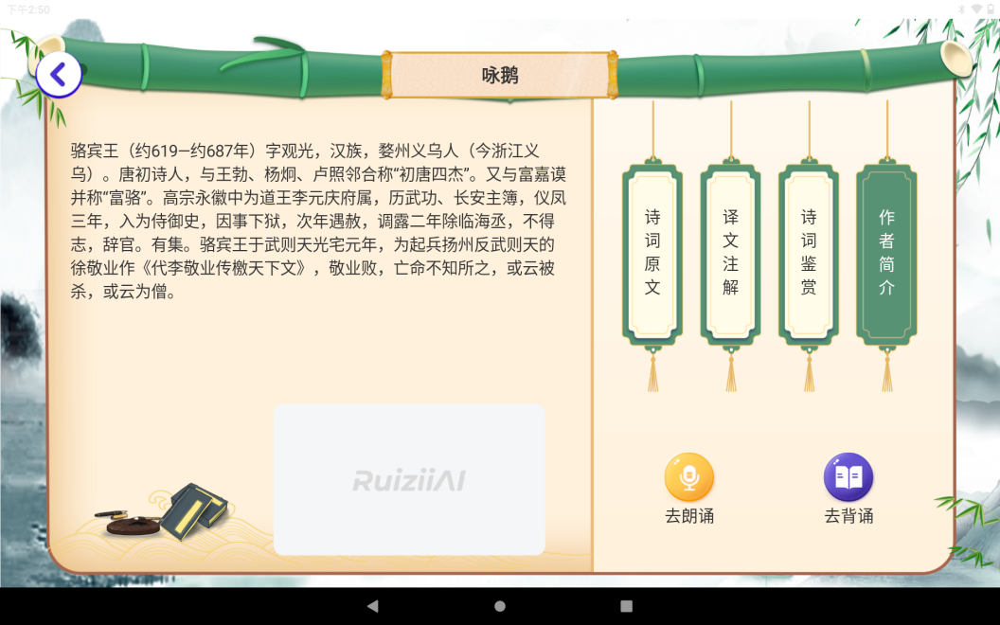 下午2:50
咏鹅
骆宾王（约619—约687年）字观光，汉族，婺州义乌人（今浙江义
乌）。唐初诗人，与王勃、杨炯、卢照邻合称“初唐四杰”。又与富嘉谟
并称“富骆”。高宗永徽中为道王李元庆府属，历武功、长安主簿，仪凤
三年，入为侍御史，因事下狱，次年遇赦，调露二年除临海丞，不得
志，辞官。有集。骆宾王于武则天光宅元年，为起兵扬州反武则天的
徐敬业作《代李敬业传檄天下文》，敬业败，亡命不知所之，或云被
杀，或云为僧。
诗词原文
译文注解
诗词鉴赏
作者简介
RuiziiAI
去朗诵
去背诵